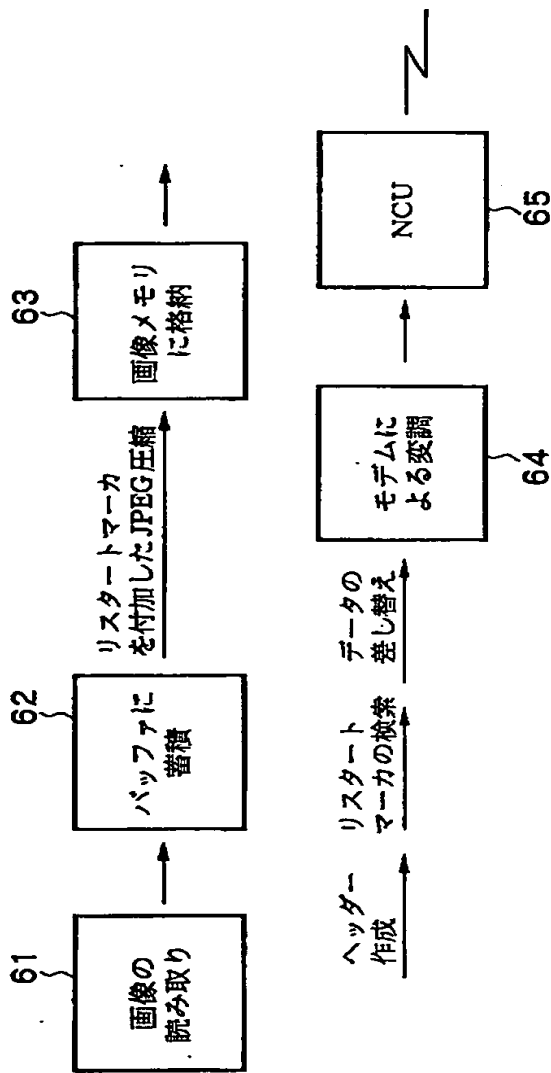 61
画像の
読み取り
62
バッファに
蓄積
リスタートマーカ
を付加したJPEG圧縮
63
画像メモリ
に格納
ヘッダー
作成
リスタート
マーカの検索
データの
差し替え
モデムに
よる変調
64
NCU
65